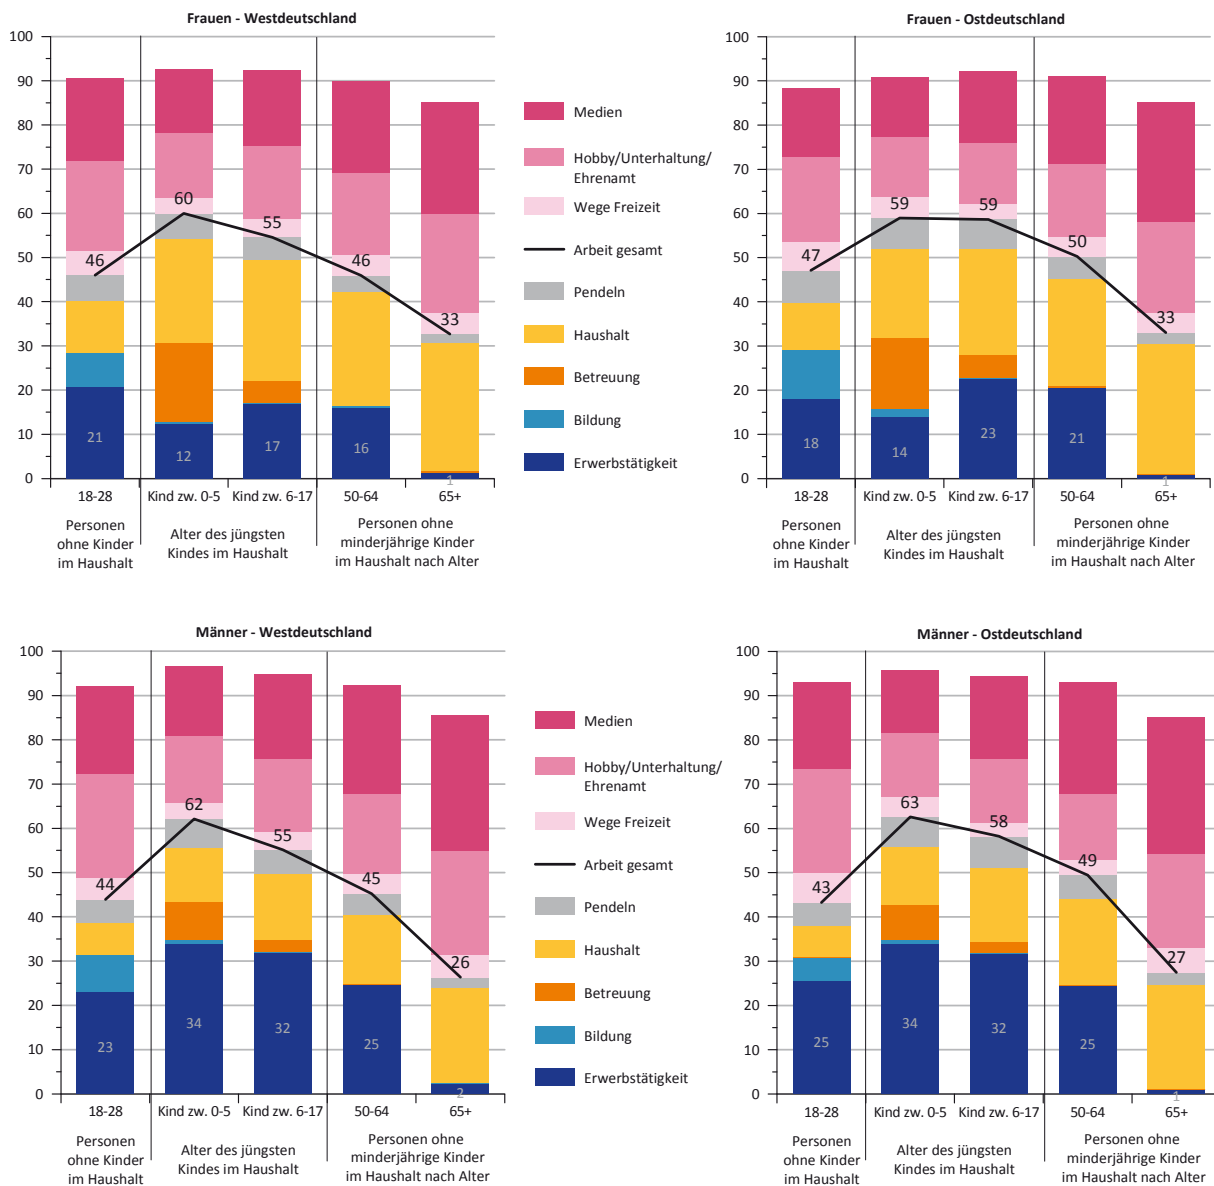 Frauen - Westdeutschland
100
90
80
70
60
50
40
30
20
10
0
46
60
55
46
33
21
12
17
16
1
18-28
Kind zw. 0-5
Kind zw. 6-17
50-64
65+
Personen
ohne Kinder
im Haushalt
Alter des jüngsten
Kindes im Haushalt
Personen ohne
minderjährige Kinder
im Haushalt nach Alter
Medien
Hobby/Unterhaltung/
Ehrenamt
Wege Freizeit
Arbeit gesamt
Pendeln
Haushalt
Betreuung
Bildung
Erwerbstätigkeit
Frauen - Ostdeutschland
100
90
80
70
60
50
40
30
20
10
0
47
59
59
50
33
18
14
23
21
1
18-28
Kind zw. 0-5
Kind zw. 6-17
50-64
65+
Personen
ohne Kinder
im Haushalt
Alter des jüngsten
Kindes im Haushalt
Personen ohne
minderjährige Kinder
im Haushalt nach Alter
Männer - Westdeutschland
100
90
80
70
60
50
40
30
20
10
0
44
62
55
45
26
23
34
32
25
2
18-28
Kind zw. 0-5
Kind zw. 6-17
50-64
65+
Personen
ohne Kinder
im Haushalt
Alter des jüngsten
Kindes im Haushalt
Personen ohne
minderjährige Kinder
im Haushalt nach Alter
Medien
Hobby/Unterhaltung/
Ehrenamt
Wege Freizeit
Arbeit gesamt
Pendeln
Haushalt
Betreuung
Bildung
Erwerbstätigkeit
Männer - Ostdeutschland
100
90
80
70
60
50
40
30
20
10
0
43
63
58
49
27
25
34
32
25
1
18-28
Kind zw. 0-5
Kind zw. 6-17
50-64
65+
Personen
ohne Kinder
im Haushalt
Alter des jüngsten
Kindes im Haushalt
Personen ohne
minderjährige Kinder
im Haushalt nach Alter